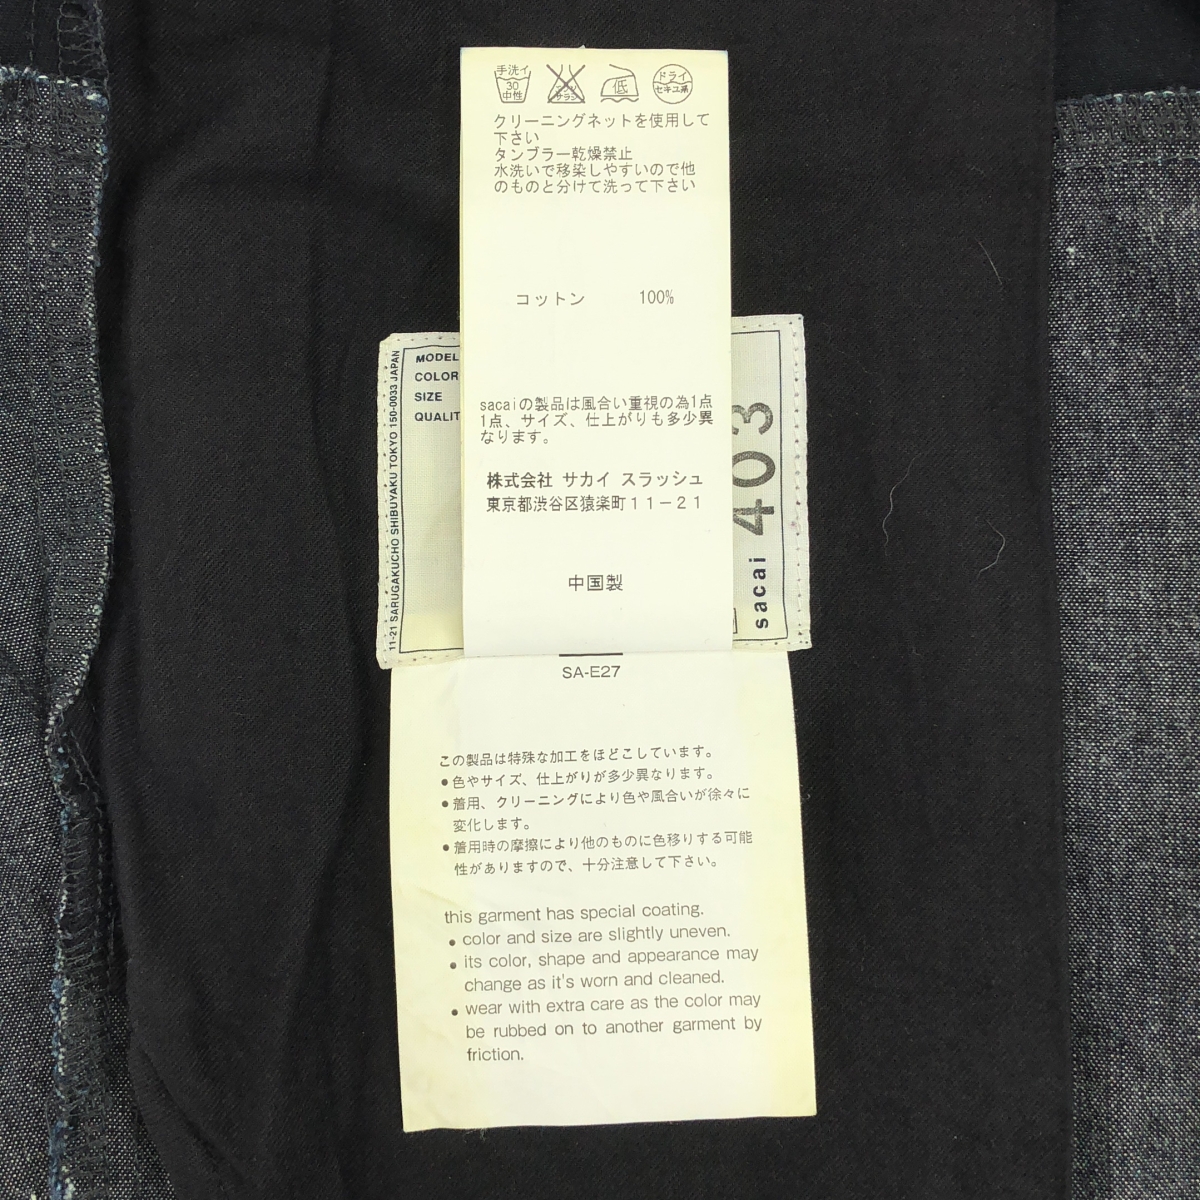 手洗イ
30
中性
エンソ
サラシ
低
ドライ
セキユ系
クリーニングネットを使用して
下さい
タンブラー乾燥禁止
水洗いで移染しやすいので他
のものと分けて洗って下さい
コットン 100%
sacaiの製品は風合い重視の為1点
1点、サイズ、仕上がりも多少異
なります。
株式会社 サカイ スラッシュ
東京都渋谷区猿楽町11－21
中国製
MODEL
COLOR
SIZE
QUALIT
11-21 SARUGAKUCHO SHIBUYAKU TOKYO 150-0033 JAPAN
403
sacai
SA-E27
この製品は特殊な加工をほどこしています。
●色やサイズ、仕上がりが多少異なります。
●着用、クリーニングにより色や風合いが徐々に
変化します。
●着用時の摩擦により他のものに色移りする可能
性がありますので、十分注意して下さい。
this garment has special coating.
● color and size are slightly uneven.
● its color, shape and appearance may
change as it's worn and cleaned.
● wear with extra care as the color may
be rubbed on to another garment by
friction.